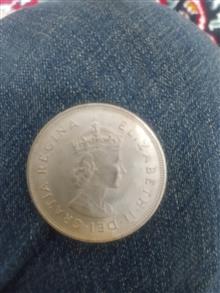 ELIZABETH II DEI GRATIA REGINA